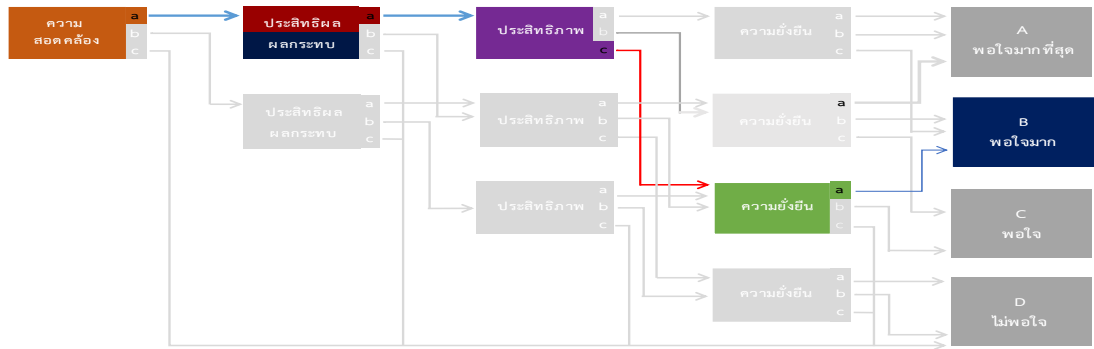 ความ
สอดคล้อง
a
b
c
ประสิทธิผล
ผลกระทบ
a
b
c
ประสิทธิภาพ
a
b
c
ความยั่งยืน
a
b
c
A
พอใจมากที่สุด
ประสิทธิผล
ผลกระทบ
a
b
c
ประสิทธิภาพ
a
b
c
ความยั่งยืน
a
b
c
B
พอใจมาก
ประสิทธิภาพ
a
b
c
ความยั่งยืน
a
b
c
C
พอใจ
ความยั่งยืน
a
b
c
D
ไม่พอใจ